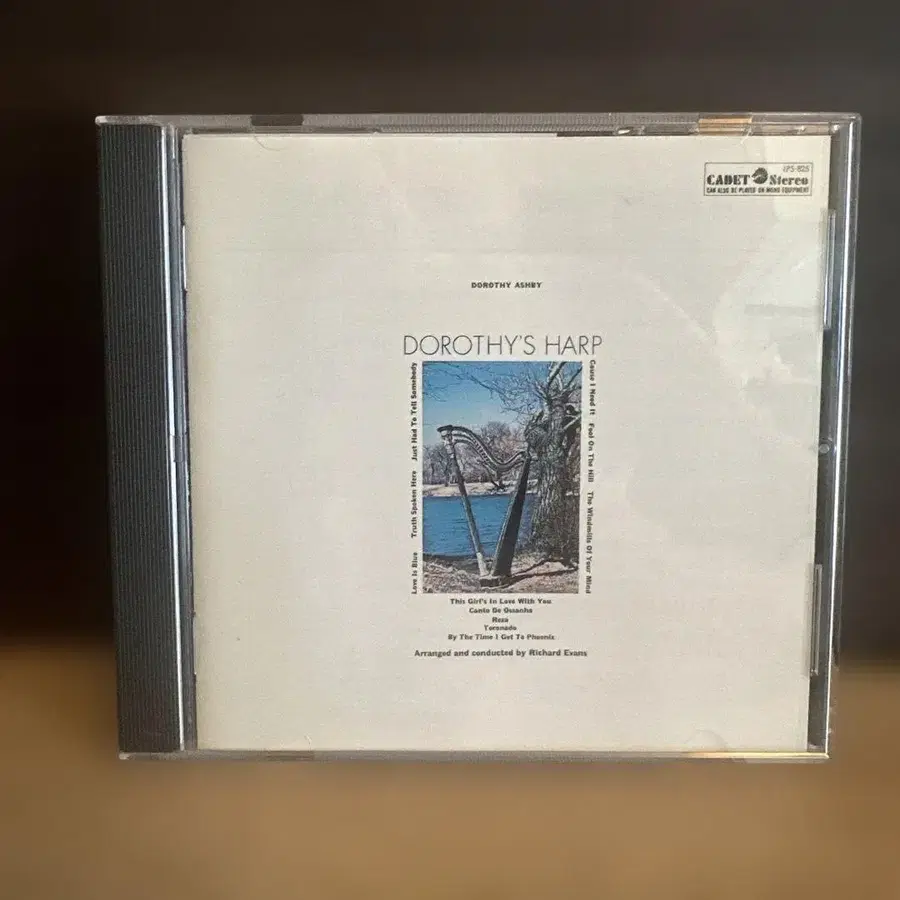 LPS-825
CADET Stereo
CAN ALSO BE PLAYED ON MONO EQUIPMENT
DOROTHY ASHBY
DOROTHY'S HARP
Love Is Blue Truth Spoken Here Just Had To Tell Somebody
Cause I Need It Fool On The Hill The Windmills Of Your Mind
This Girl's In Love With You
Canto De Ossanha
Reza
Toronado
By The Time I Get To Phoenix
Arranged and conducted by Richard Evans